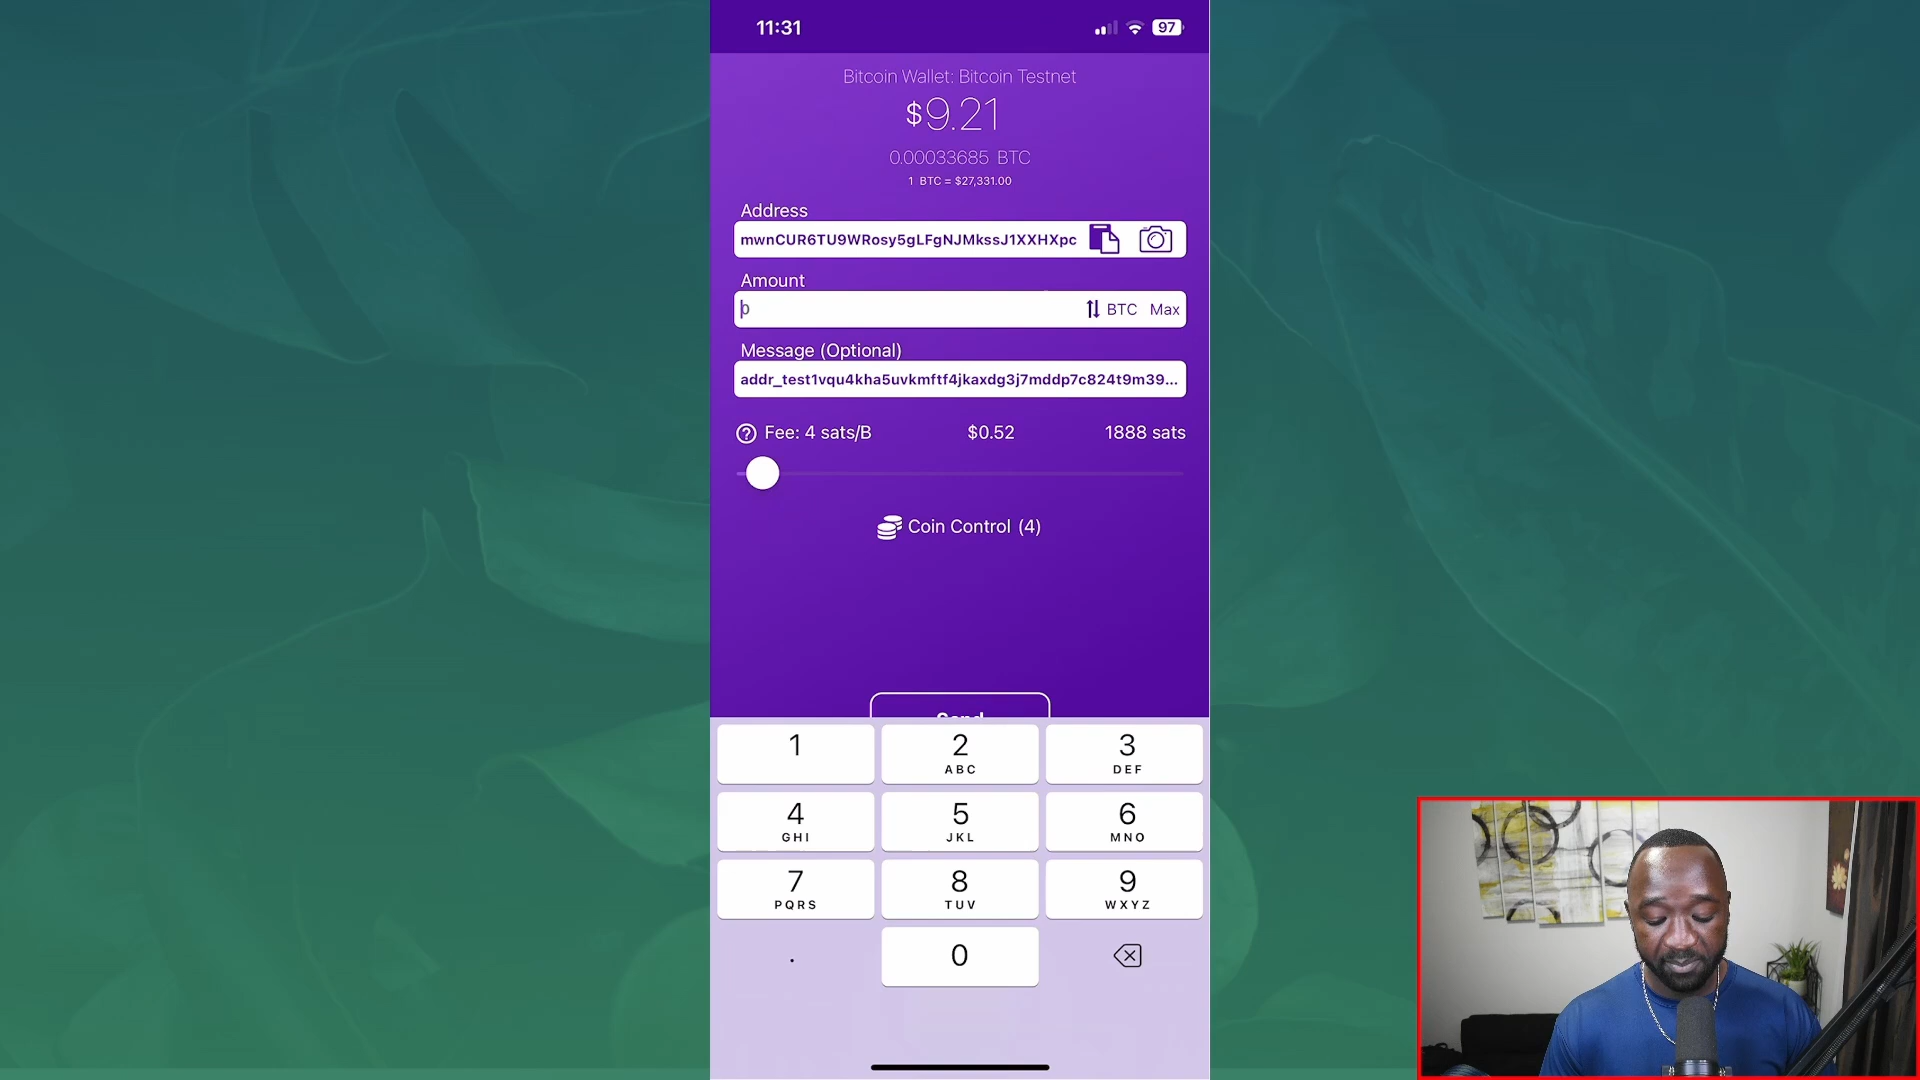 11:31
97
Bitcoin Wallet: Bitcoin Testnet
$9.21
0.00033685 BTC
1 BTC = $27,331.00
Address
mwnCUR6TU9WRosy5gLFgNJMkssJ1XXHXpc
Amount
0 BTC Max
Message (Optional)
addr_test1vqu4kha5uvkmftf4jkaxdg3j7mddp7c824t9m39...
? Fee: 4 sats/B $0.52 1888 sats
Coin Control (4)
Send
1 2 3
ABC DEF
4 5 6
GHI JKL MNO
7 8 9
PQRS TUV WXYZ
. 0